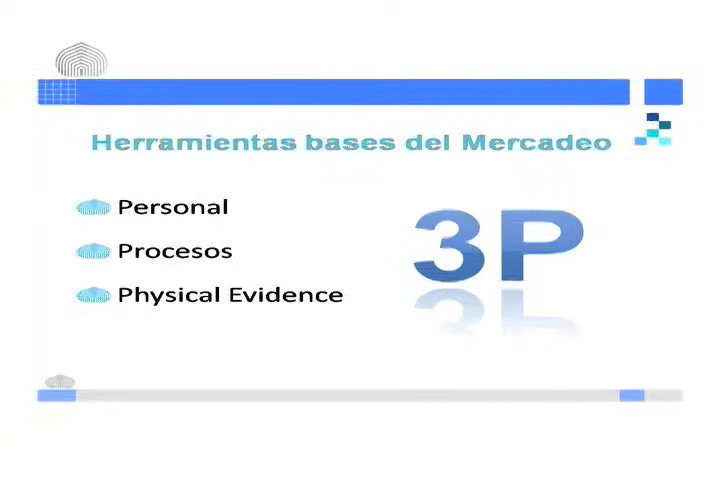 Herramientas bases del Mercadeo
Personal
Procesos
Physical Evidence
3P